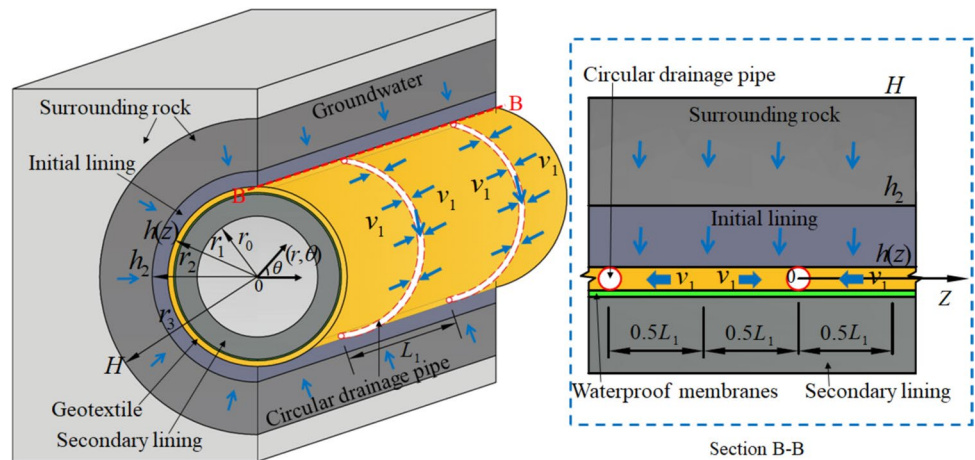 Surrounding rock
Groundwater
B
Initial lining
B
h(z)
r₁
r₀
r₂
(r,θ)
θ
h₂
0
r₃
H
v₁
v₁
v₁
v₁
L₁
Geotextile
Secondary lining
Circular drainage pipe
Circular drainage pipe
H
Surrounding rock
h₂
Initial lining
h(z)
v₁
v₁
0
v₁
Z
0.5L₁
0.5L₁
0.5L₁
Waterproof membranes
Secondary lining
Section B-B